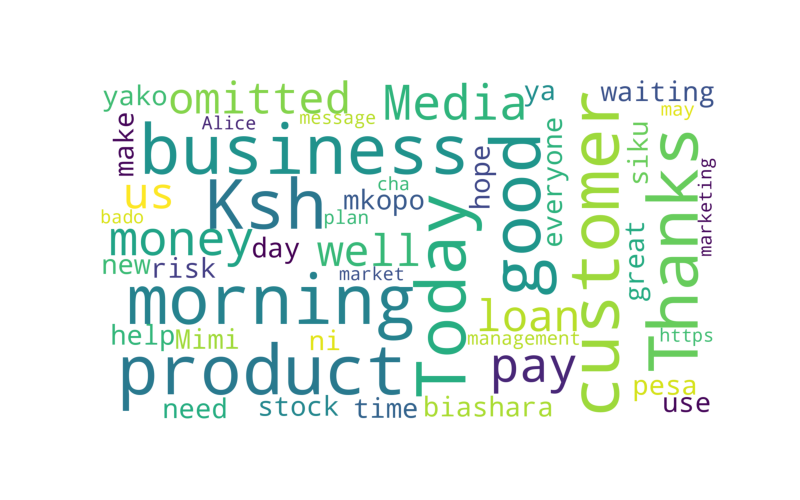 yako
omitted
Media
ya
waiting
make
Alice
message
may
business
good
customer
everyone
siku
Thanks
us
Ksh
mkopo
hope
cha
bado
plan
Today
marketing
money
day
well
great
new
risk
market
morning
loan
help
Mimi
ni
management
https
product
pay
pesa
need
stock
time
biashara
use